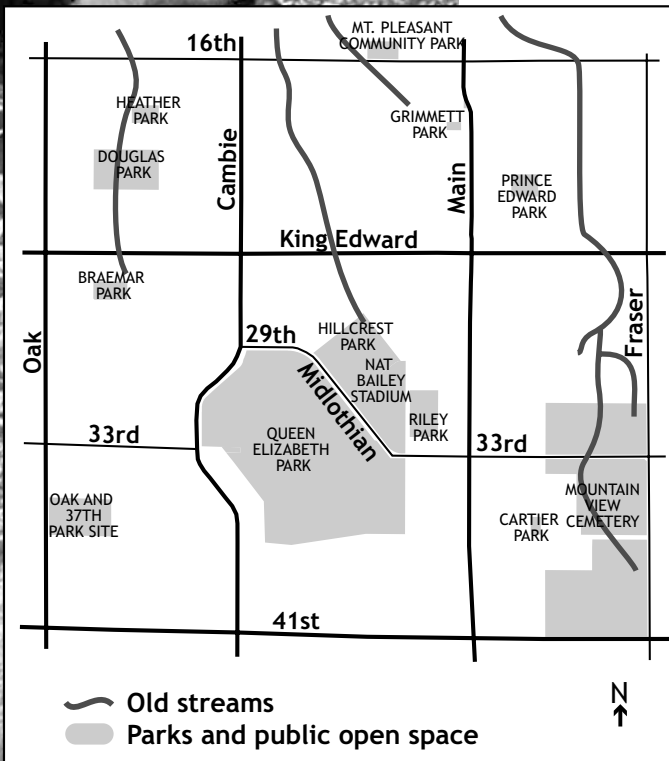 MT. PLEASANT
COMMUNITY PARK
16th
HEATHER
PARK
GRIMMETT
PARK
DOUGLAS
PARK
Cambie
Main
PRINCE
EDWARD
PARK
King Edward
BRAEMAR
PARK
Oak
29th
HILLCREST
PARK
Fraser
NAT
BAILEY
STADIUM
Midlothian
RILEY
PARK
33rd
QUEEN
ELIZABETH
PARK
33rd
OAK AND
37TH
PARK SITE
MOUNTAIN
VIEW
CEMETERY
CARTIER
PARK
41st
Old streams
Parks and public open space
N